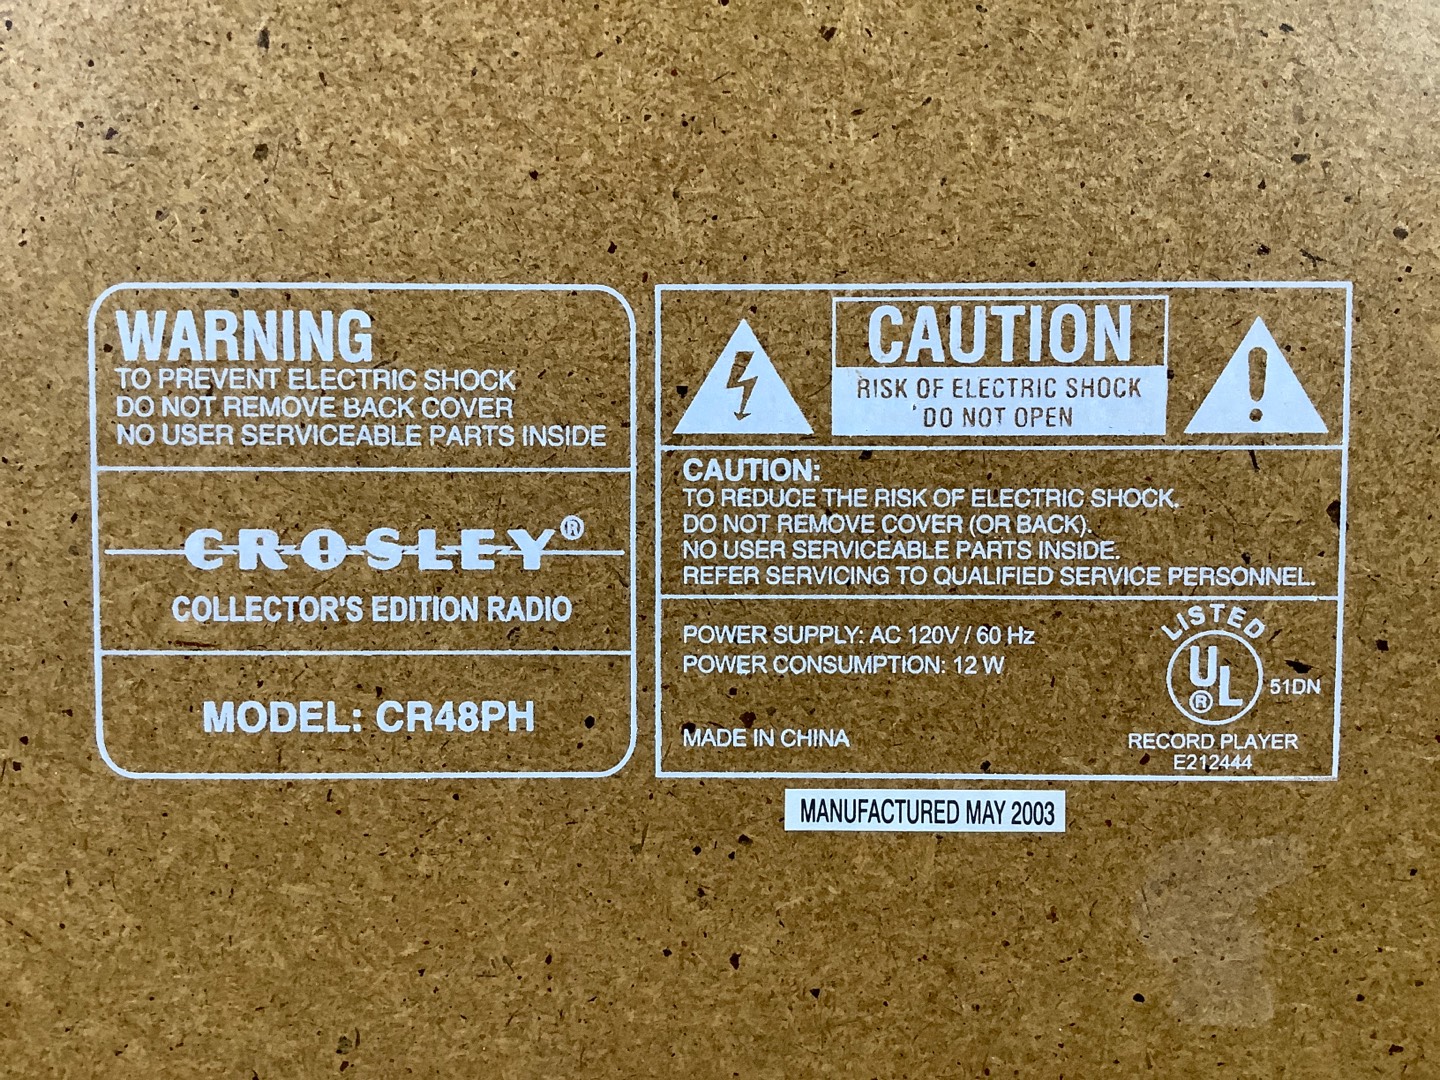 WARNING
TO PREVENT ELECTRIC SHOCK
DO NOT REMOVE BACK COVER
NO USER SERVICEABLE PARTS INSIDE
CROSLEY®
COLLECTOR'S EDITION RADIO
MODEL: CR48PH
CAUTION
RISK OF ELECTRIC SHOCK
DO NOT OPEN
CAUTION:
TO REDUCE THE RISK OF ELECTRIC SHOCK,
DO NOT REMOVE COVER (OR BACK).
NO USER SERVICEABLE PARTS INSIDE.
REFER SERVICING TO QUALIFIED SERVICE PERSONNEL.
POWER SUPPLY: AC 120V / 60 Hz
POWER CONSUMPTION: 12 W
MADE IN CHINA
LISTED
UL®
51DN
RECORD PLAYER
E212444
MANUFACTURED MAY 2003